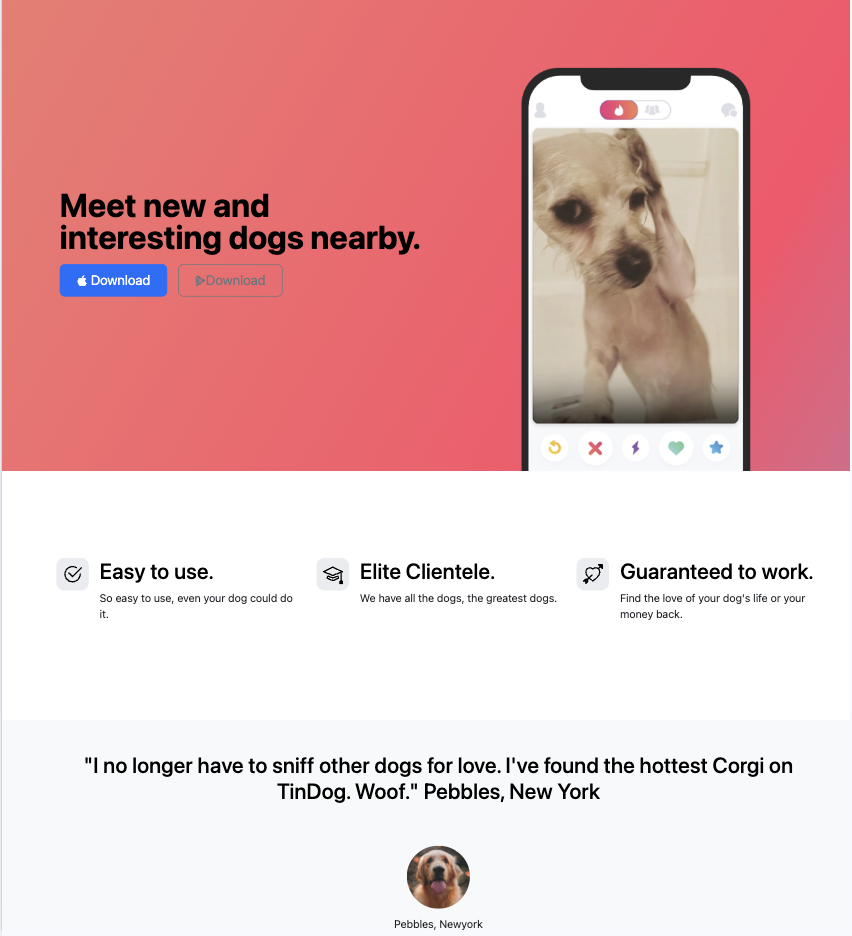 Meet new and
interesting dogs nearby.
Download
Download
Easy to use.
So easy to use, even your dog could do
it.
Elite Clientele.
We have all the dogs, the greatest dogs.
Guaranteed to work.
Find the love of your dog's life or your
money back.
"I no longer have to sniff other dogs for love. I've found the hottest Corgi on
TinDog. Woof." Pebbles, New York
Pebbles, Newyork